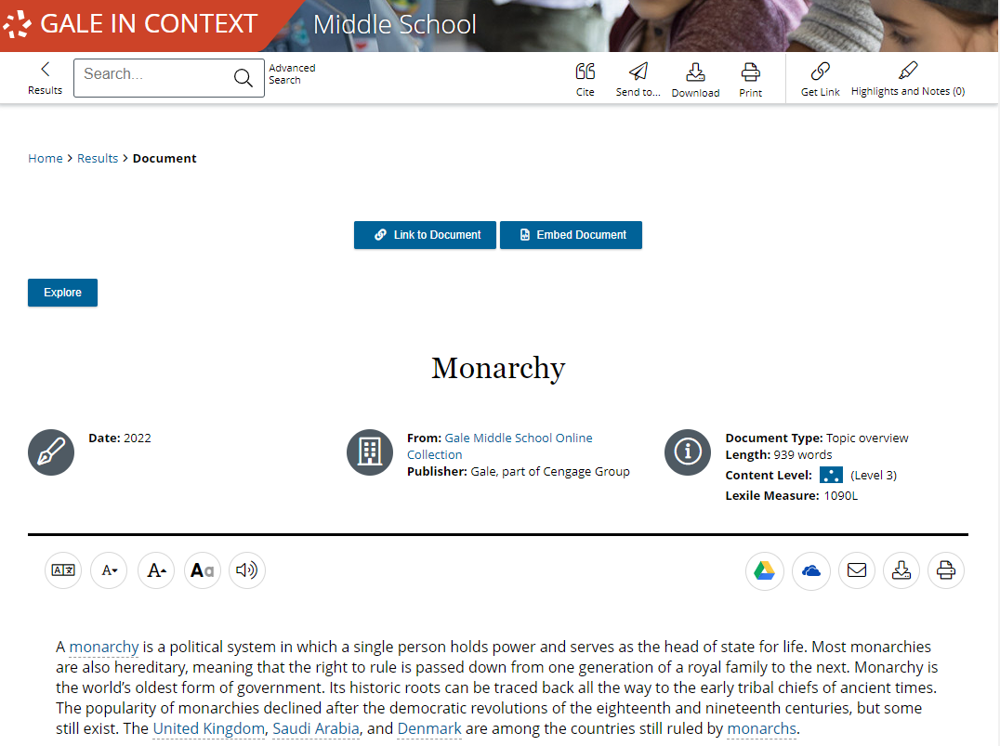 GALE IN CONTEXT Middle School
Results
Search...
Advanced
Search
Cite
Send to...
Download
Print
Get Link
Highlights and Notes (0)
Home > Results > Document
Link to Document
Embed Document
Explore
Monarchy
Date: 2022
From: Gale Middle School Online
Collection
Publisher: Gale, part of Cengage Group
Document Type: Topic overview
Length: 939 words
Content Level: (Level 3)
Lexile Measure: 1090L
A
A
A
Aa
A monarchy is a political system in which a single person holds power and serves as the head of state for life. Most monarchies
are also hereditary, meaning that the right to rule is passed down from one generation of a royal family to the next. Monarchy is
the world’s oldest form of government. Its historic roots can be traced back all the way to the early tribal chiefs of ancient times.
The popularity of monarchies declined after the democratic revolutions of the eighteenth and nineteenth centuries, but some
still exist. The United Kingdom, Saudi Arabia, and Denmark are among the countries still ruled by monarchs.